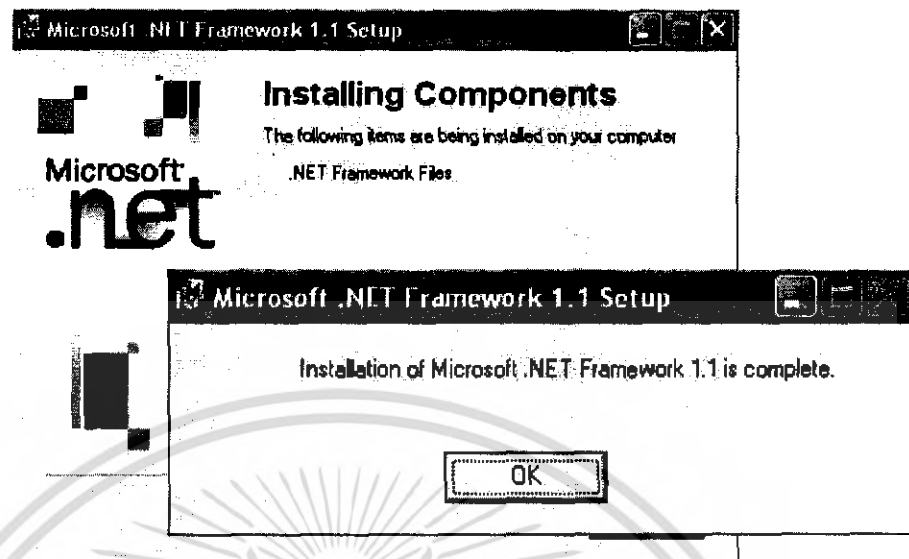 Microsoft .NET Framework 1.1 Setup
Installing Components
The following items are being installed on your computer
.NET Framework Files
Microsoft
.net
Microsoft .NET Framework 1.1 Setup
Installation of Microsoft .NET Framework 1.1 is complete.
OK